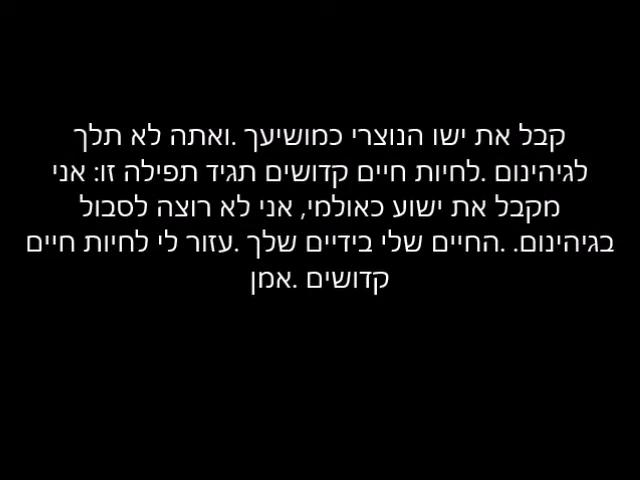 קבל את ישו הנוצרי כמושיעך .ואתה לא תלך
לגיהינום .לחיות חיים קדושים תגיד תפילה זו: אני
מקבל את ישוע כאולמי, אני לא רוצה לסבול
בגיהינום. .החיים שלי בידיים שלך .עזור לי לחיות חיים
קדושים .אמן